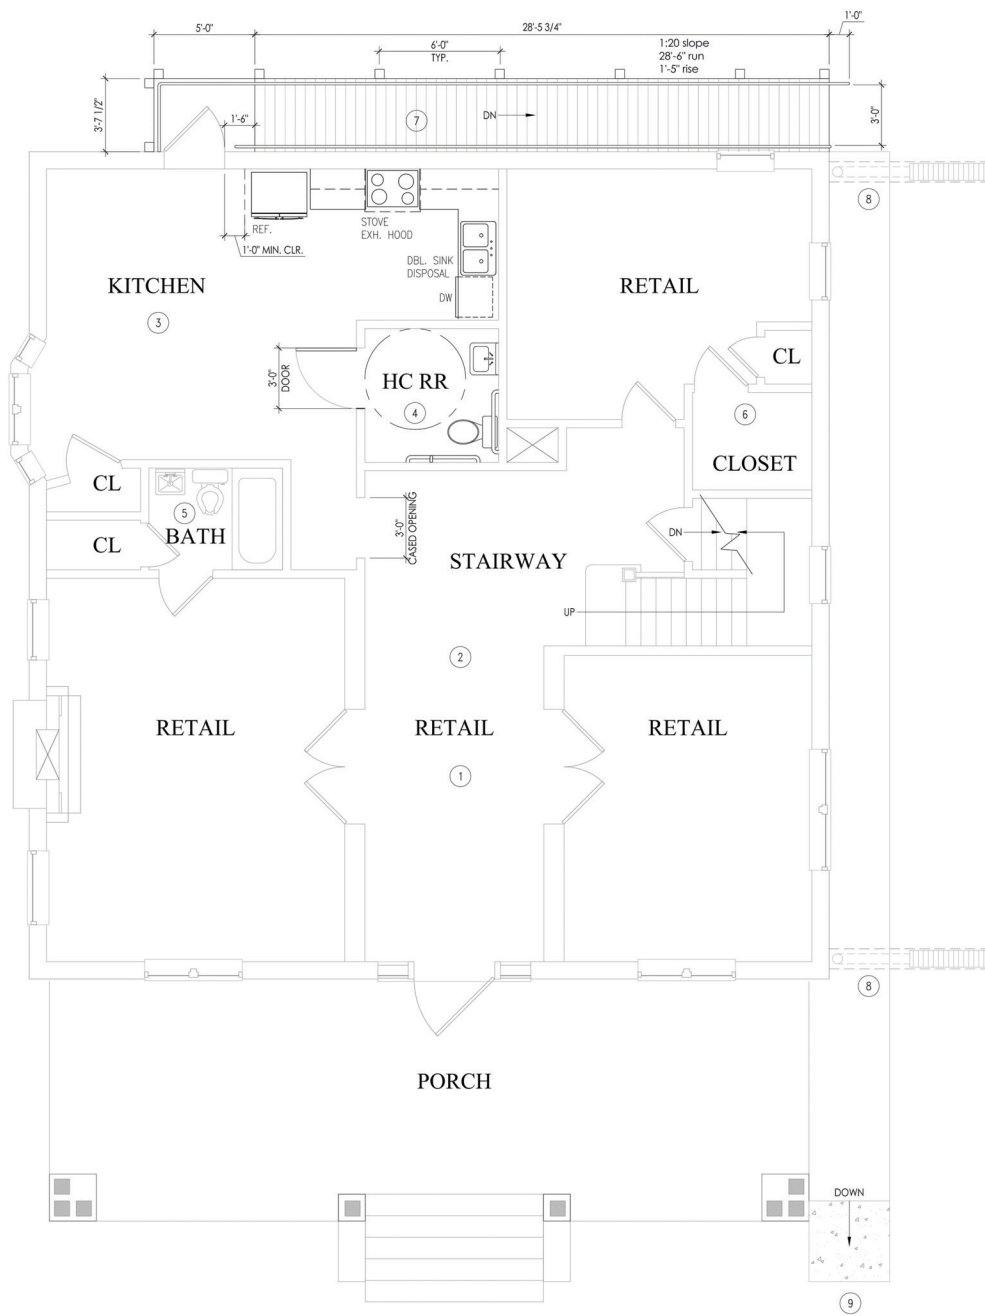 5'-0"
28'-5 3/4"
1'-0"
6'-0"
TYP.
1:20 slope
28'-6" run
1'-5" rise
3'-7 1/2"
1'-6"
7
DN
3'-0"
8
REF.
STOVE
EXH. HOOD
1'-0" MIN. CLR.
DBL. SINK
DISPOSAL
DW
KITCHEN
3
RETAIL
CL
3'-0"
DOOR
HC RR
4
6
CLOSET
CL
5
BATH
CL
3'-0"
CASED OPENING
STAIRWAY
DN
UP
2
RETAIL
RETAIL
RETAIL
1
8
PORCH
DOWN
9